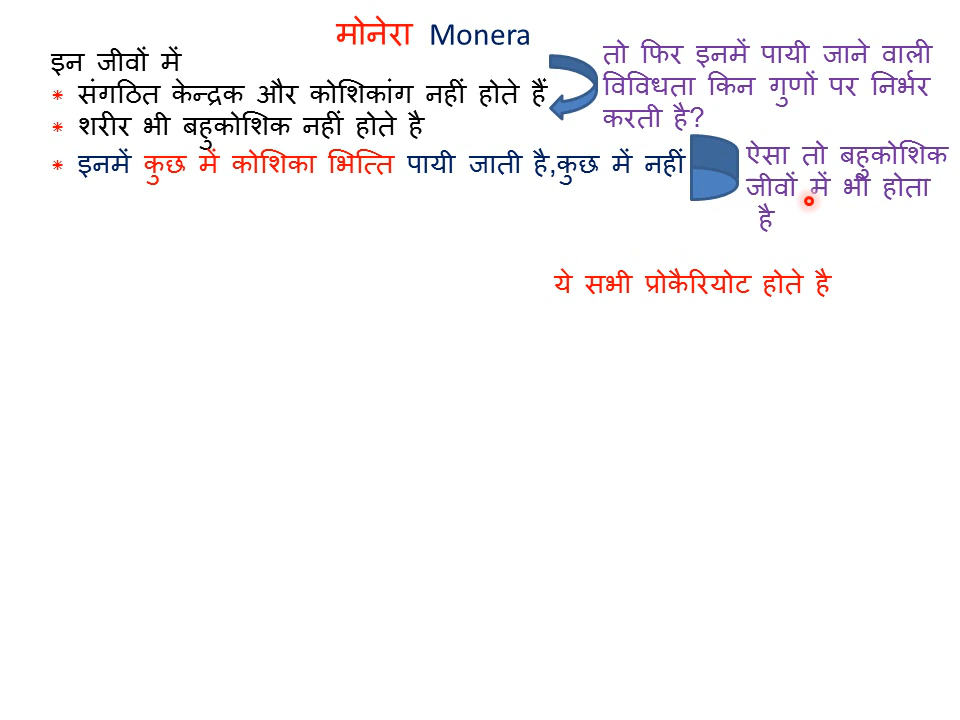 मोनेरा Monera
इन जीवों में
* संगठित केन्द्रक और कोशिकांग नहीं होते हैं
* शरीर भी बहुकोशिक नहीं होते है
* इनमें कुछ में कोशिका भित्ति पायी जाती है,कुछ में नहीं
तो फिर इनमें पायी जाने वाली
विविधता किन गुणों पर निर्भर
करती है?
ऐसा तो बहुकोशिक
जीवों में भी होता
है
ये सभी प्रोकैरियोट होते है